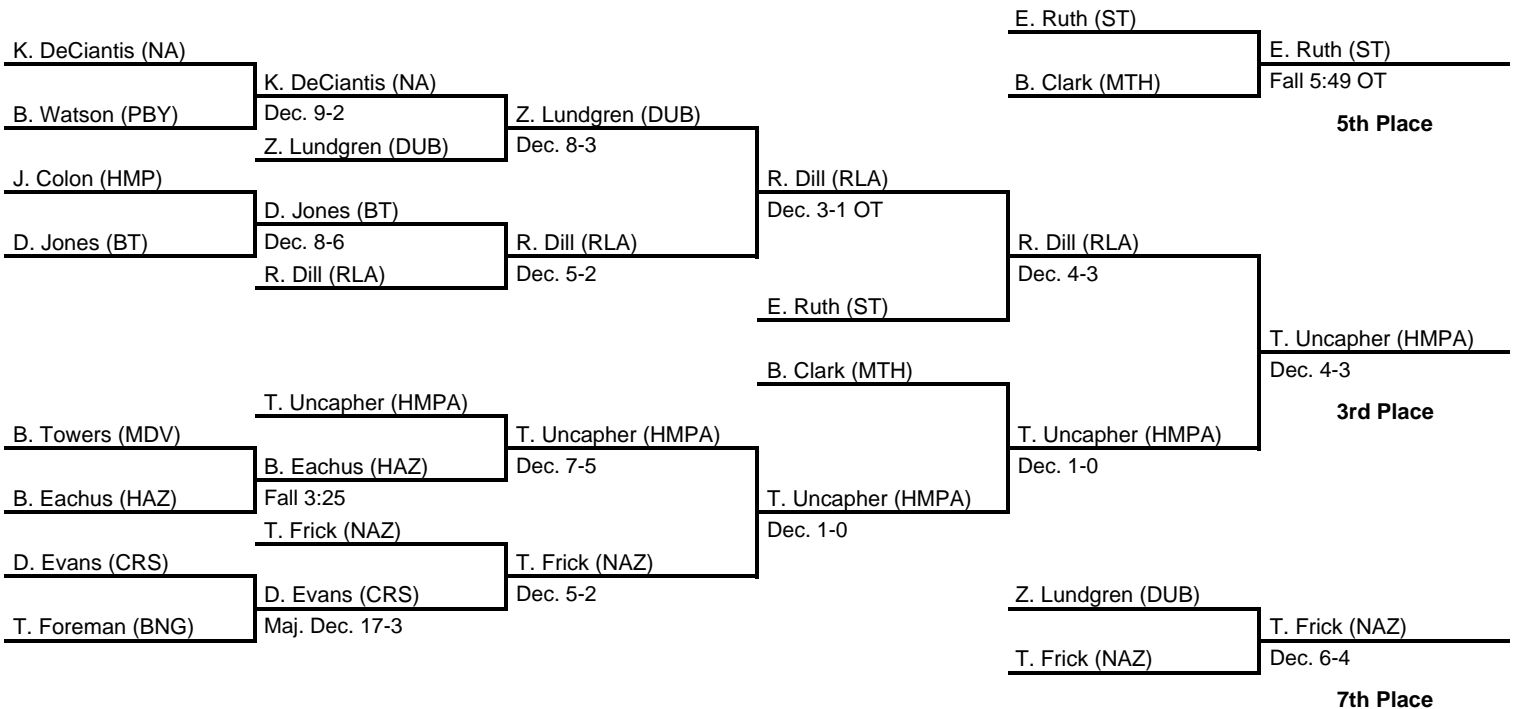 E. Ruth (ST)
K. DeCiantis (NA)
E. Ruth (ST)
K. DeCiantis (NA)
B. Clark (MTH)
Fall 5:49 OT
B. Watson (PBY)
Dec. 9-2
Z. Lundgren (DUB)
5th Place
Z. Lundgren (DUB)
Dec. 8-3
J. Colon (HMP)
R. Dill (RLA)
D. Jones (BT)
Dec. 3-1 OT
D. Jones (BT)
Dec. 8-6
R. Dill (RLA)
R. Dill (RLA)
R. Dill (RLA)
Dec. 5-2
Dec. 4-3
E. Ruth (ST)
T. Uncapher (HMPA)
B. Clark (MTH)
Dec. 4-3
T. Uncapher (HMPA)
3rd Place
B. Towers (MDV)
T. Uncapher (HMPA)
T. Uncapher (HMPA)
B. Eachus (HAZ)
Dec. 7-5
Dec. 1-0
B. Eachus (HAZ)
Fall 3:25
T. Uncapher (HMPA)
T. Frick (NAZ)
Dec. 1-0
D. Evans (CRS)
T. Frick (NAZ)
D. Evans (CRS)
Dec. 5-2
Z. Lundgren (DUB)
T. Foreman (BNG)
Maj. Dec. 17-3
T. Frick (NAZ)
T. Frick (NAZ)
Dec. 6-4
7th Place